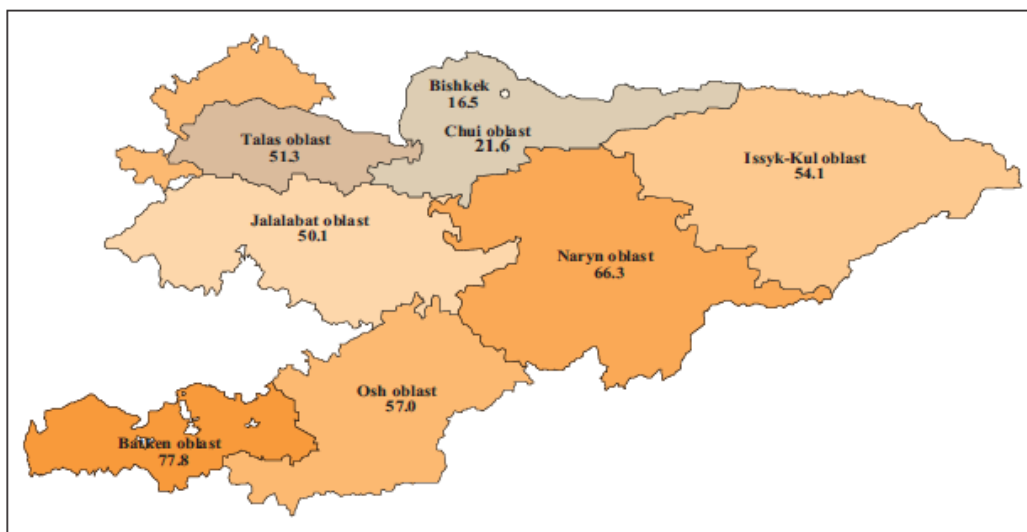 Bishkek
16.5
Chui oblast
21.6
Talas oblast
51.3
Issyk-Kul oblast
54.1
Jalalabat oblast
50.1
Naryn oblast
66.3
Osh oblast
57.0
Batken oblast
77.8